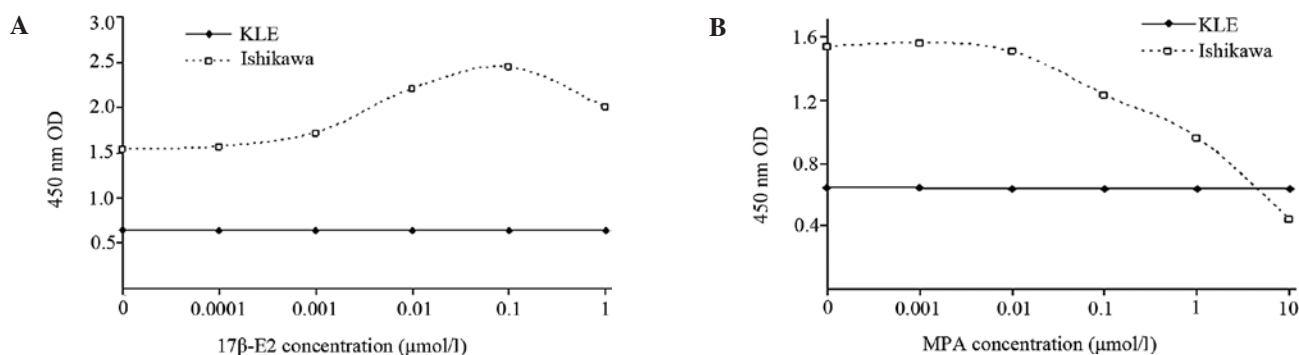 A
KLE
Ishikawa
3.0
2.5
2.0
1.5
1.0
0.5
450 nm OD
0 0.0001 0.001 0.01 0.1 1
17β-E2 concentration (μmol/l)
B
KLE
Ishikawa
1.6
1.2
0.8
0.4
450 nm OD
0 0.001 0.01 0.1 1 10
MPA concentration (μmol/l)